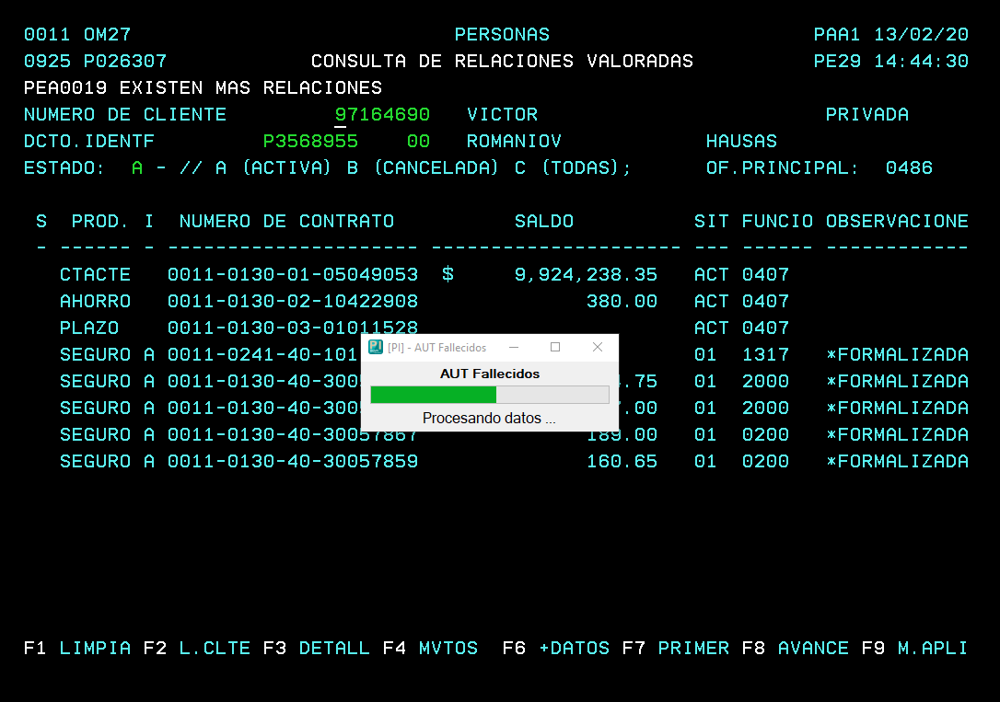 0011 OM27 PERSONAS PAA1 13/02/20
0925 P026307 CONSULTA DE RELACIONES VALORADAS PE29 14:44:30
PEA0019 EXISTEN MAS RELACIONES
NUMERO DE CLIENTE 97164690 VICTOR PRIVADA
DCTO.IDENTF P3568955 00 ROMANIOV HAUSAS
ESTADO: A - // A (ACTIVA) B (CANCELADA) C (TODAS); OF.PRINCIPAL: 0486
S PROD. I NUMERO DE CONTRATO SALDO SIT FUNCIO OBSERVACIONE
- ------ - --------------------- --------------------- --- ------ ------------
CTACTE 0011-0130-01-05049053 $ 9,924,238.35 ACT 0407
AHORRO 0011-0130-02-10422908 380.00 ACT 0407
PLAZO 0011-0130-03-01011528 ACT 0407
SEGURO A 0011-0241-40-101 01 1317 *FORMALIZADA
SEGURO A 0011-0130-40-300 .75 01 2000 *FORMALIZADA
SEGURO A 0011-0130-40-300 .00 01 2000 *FORMALIZADA
SEGURO A 0011-0130-40-30057867 189.00 01 0200 *FORMALIZADA
SEGURO A 0011-0130-40-30057859 160.65 01 0200 *FORMALIZADA
[PI] - AUT Fallecidos
AUT Fallecidos
Procesando datos ...
F1 LIMPIA F2 L.CLTE F3 DETALL F4 MVTOS F6 +DATOS F7 PRIMER F8 AVANCE F9 M.APLI